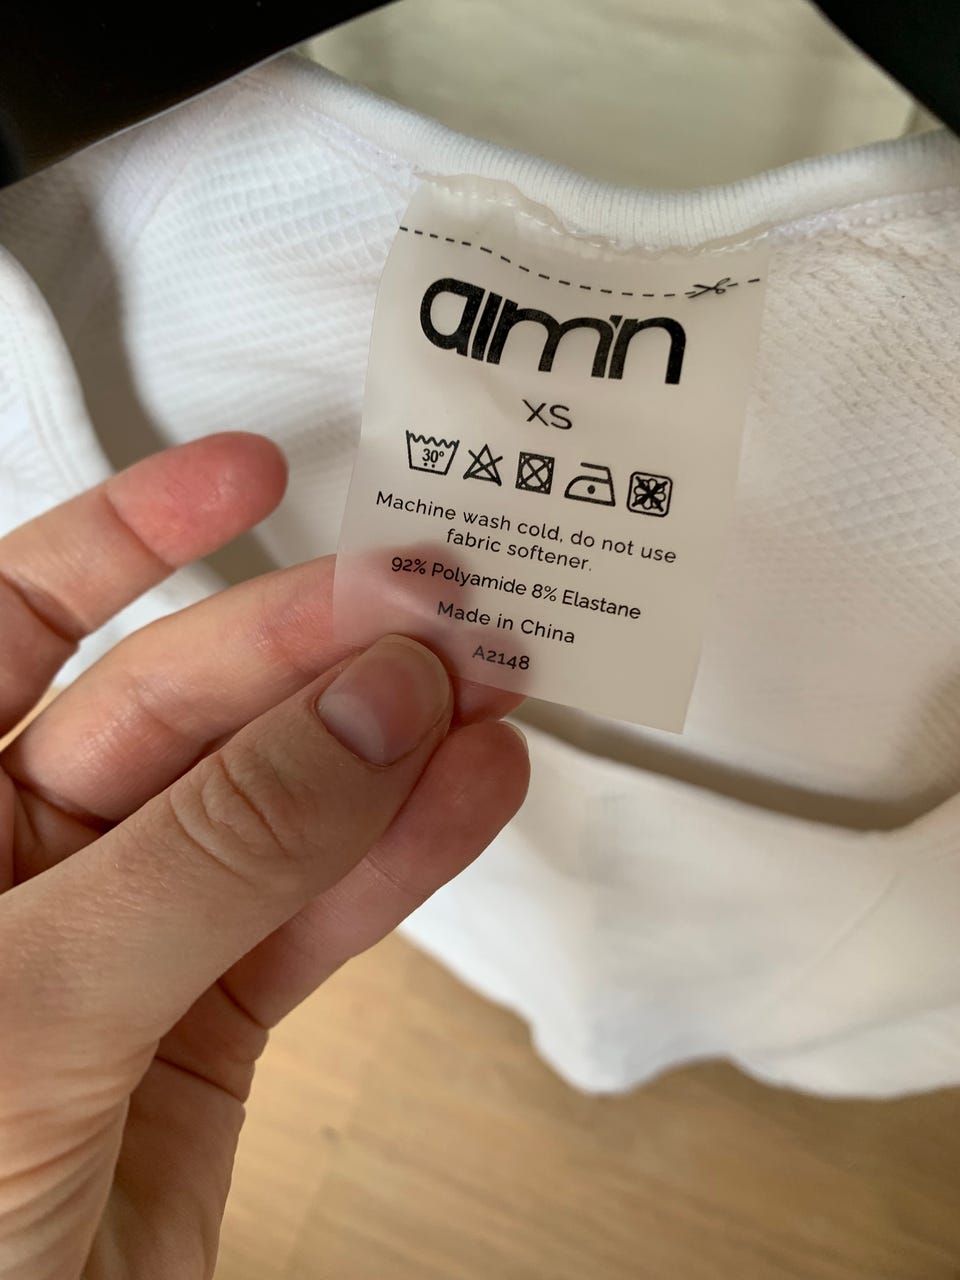 aim'n
XS
30°
Machine wash cold, do not use
fabric softener.
92% Polyamide 8% Elastane
Made in China
A2148